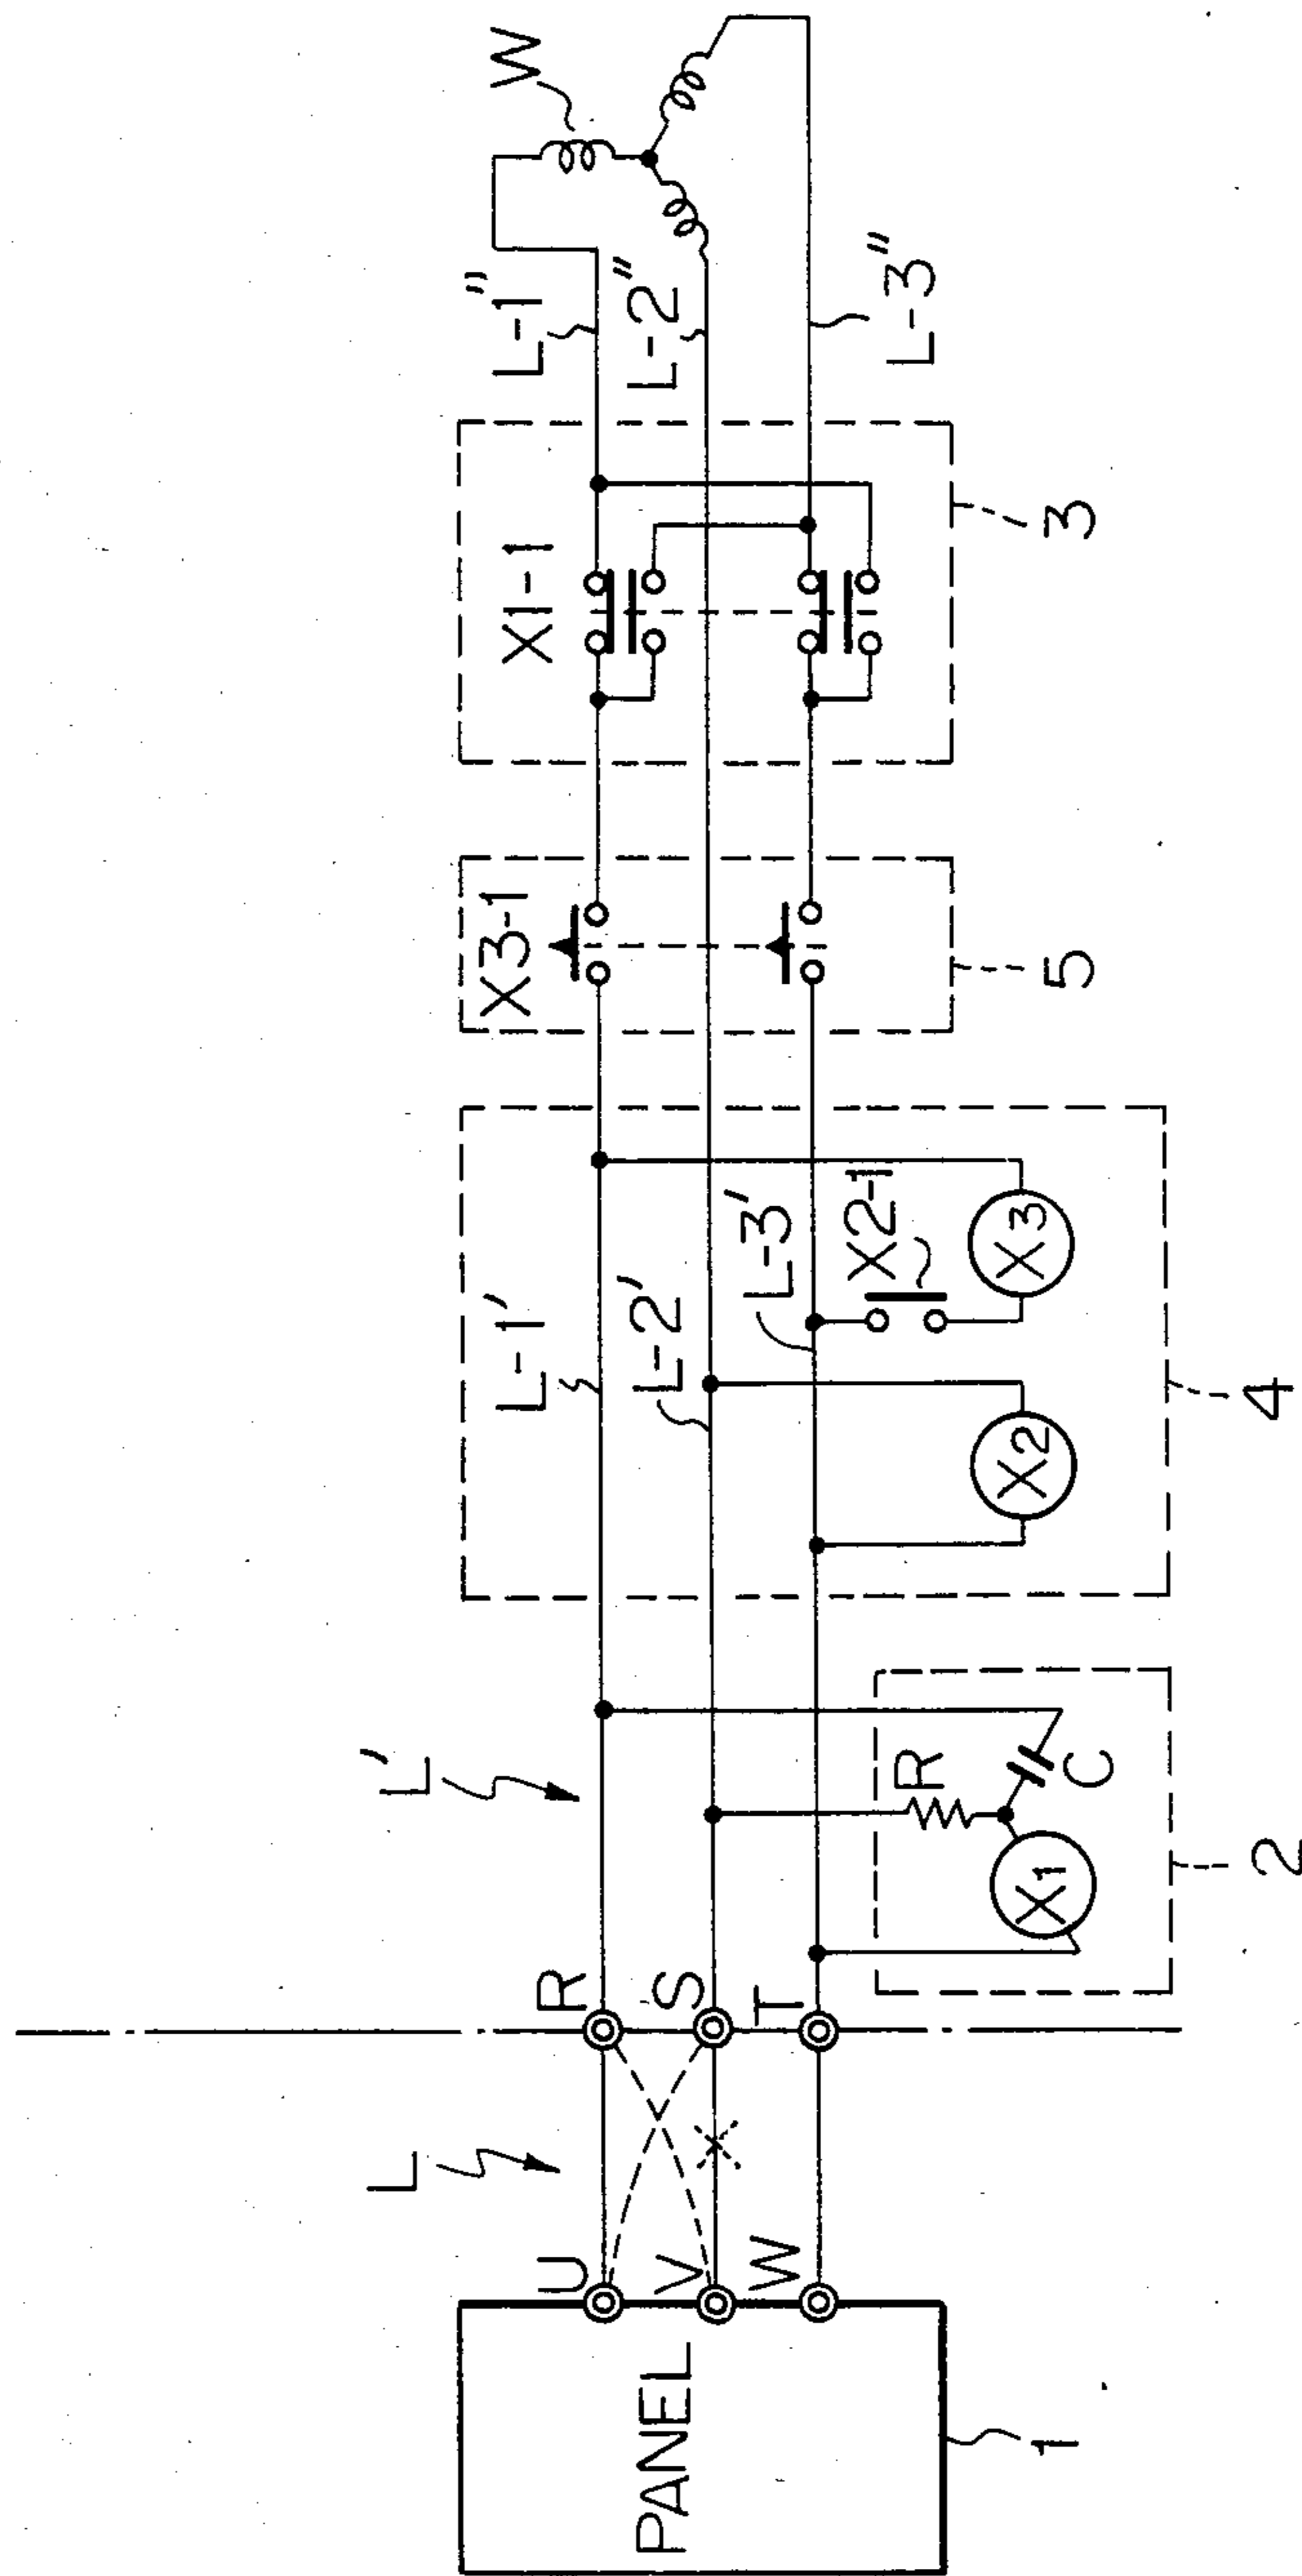 PANEL
1
U
V
W
L
R
S
T
L'
2
X1
R
C
4
L-1'
L-2'
L-3'
X2
X2-1
X3
5
X3-1
3
X1-1
L-1"
L-2"
L-3"
W